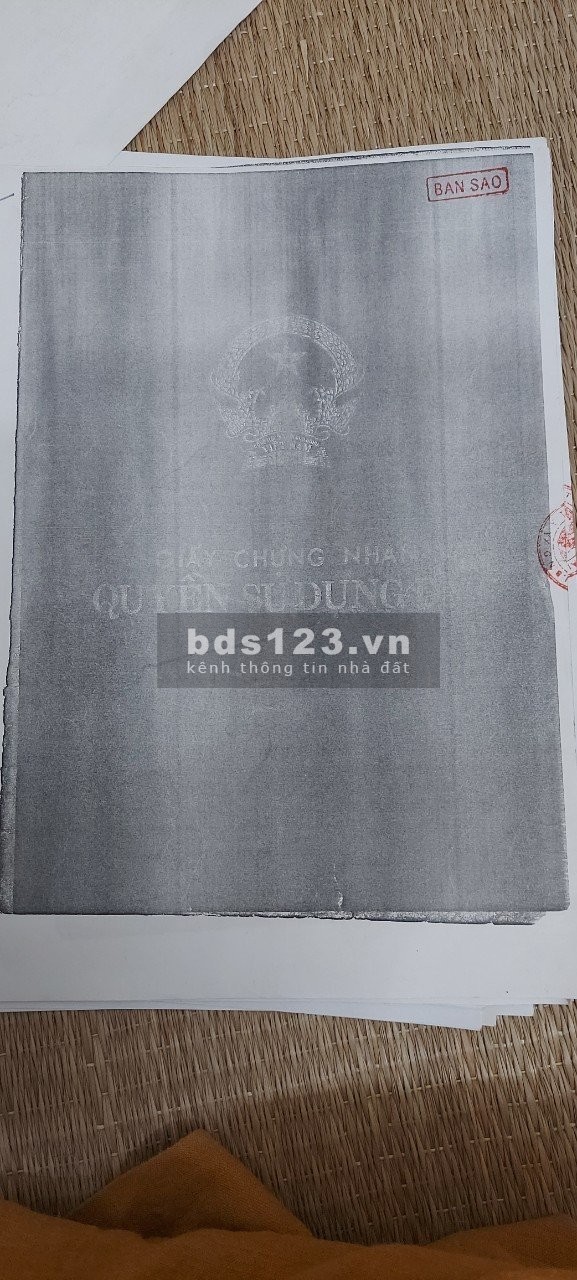 BAN SAO
GIẤY CHỨNG NHẬN
QUYỀN SỬ DỤNG
bds123.vn
kênh thông tin nhà đất